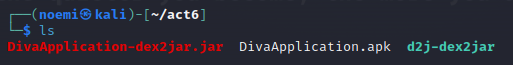 ┌──(noemi㉿kali)-[~/act6]
└─$ ls
DivaApplication-dex2jar.jar  DivaApplication.apk  d2j-dex2jar